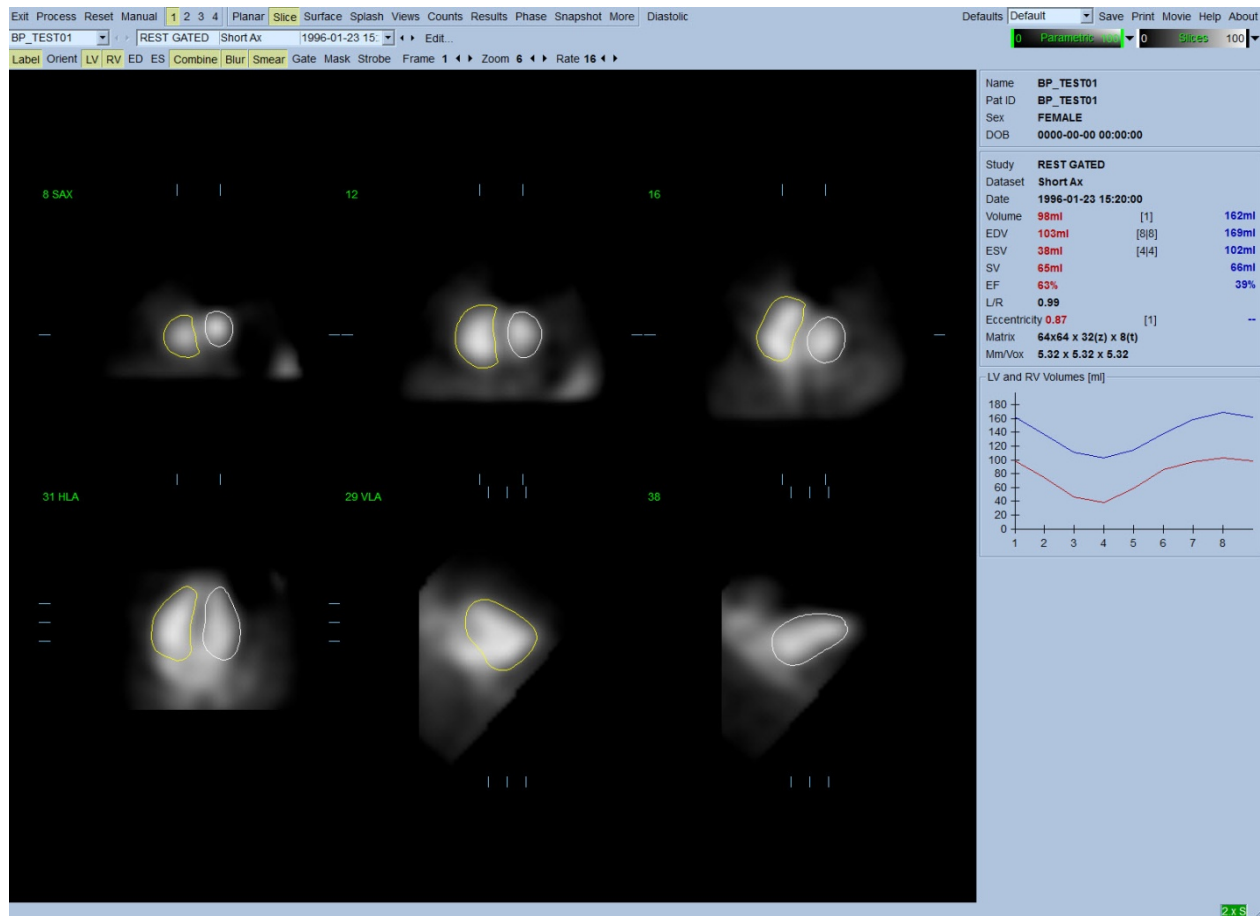 Exit Process Reset Manual 1 2 3 4 Planar Slice Surface Splash Views Counts Results Phase Snapshot More Diastolic Defaults Default Save Print Movie Help About
BP_TEST01 REST GATED Short Ax 1996-01-23 15: Edit... 0 Parametric 100 0 Slices 100
Label Orient LV RV ED ES Combine Blur Smear Gate Mask Strobe Frame 1 Zoom 6 Rate 16
8 SAX 12 16
31 HLA 29 VLA 38
Name BP_TEST01
Pat ID BP_TEST01
Sex FEMALE
DOB 0000-00-00 00:00:00
Study REST GATED
Dataset Short Ax
Date 1996-01-23 15:20:00
Volume 98ml [1] 162ml
EDV 103ml [8|8] 169ml
ESV 38ml [4|4] 102ml
SV 65ml 66ml
EF 63% 39%
L/R 0.99
Eccentricity 0.87 [1] --
Matrix 64x64 x 32(z) x 8(t)
Mm/Vox 5.32 x 5.32 x 5.32
LV and RV Volumes [ml]
180
160
140
120
100
80
60
40
20
0
1 2 3 4 5 6 7 8
2 x S